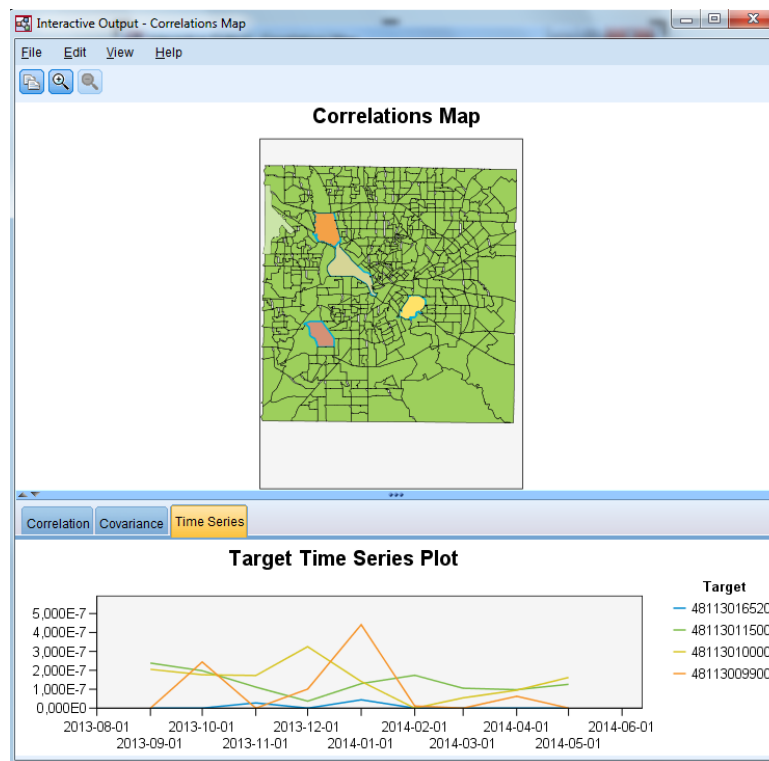 Interactive Output - Correlations Map
File Edit View Help
Correlations Map
Correlation Covariance Time Series
Target Time Series Plot
Target
48113016520
48113011500
48113010000
48113009900
5,000E-7
4,000E-7
3,000E-7
2,000E-7
1,000E-7
0,000E0
2013-08-01 2013-10-01 2013-12-01 2014-02-01 2014-04-01 2014-06-01
2013-09-01 2013-11-01 2014-01-01 2014-03-01 2014-05-01